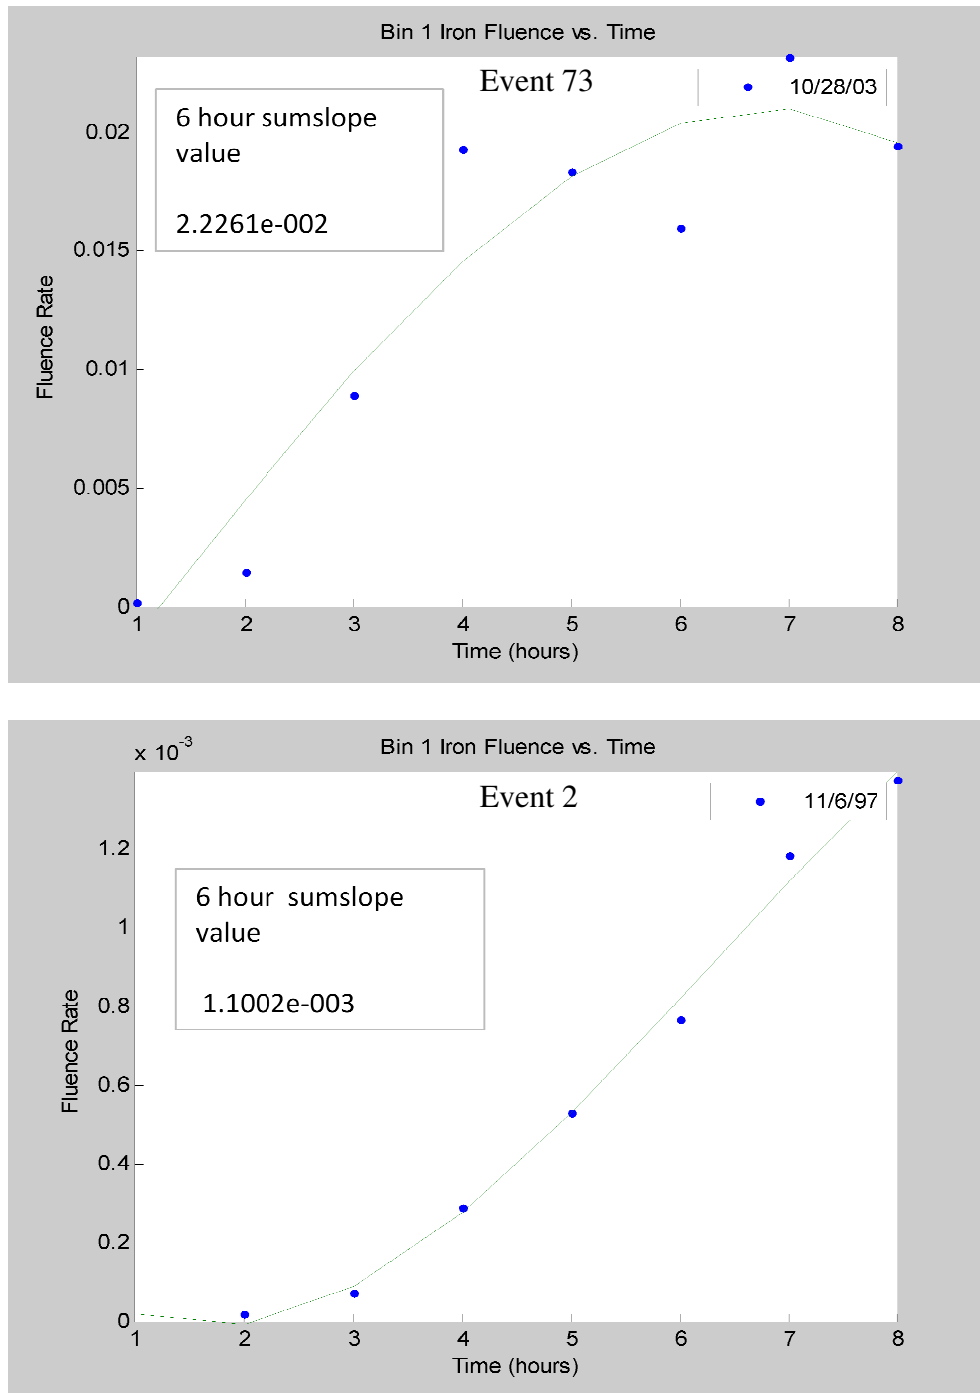 Bin 1 Iron Fluence vs. Time
Event 73
10/28/03
6 hour sumslope
value
2.2261e-002
0.02
0.015
0.01
0.005
0
Fluence Rate
1 2 3 4 5 6 7 8
Time (hours)
x 10^-3
Bin 1 Iron Fluence vs. Time
Event 2
11/6/97
6 hour sumslope
value
1.1002e-003
1.2
1
0.8
0.6
0.4
0.2
0
Fluence Rate
1 2 3 4 5 6 7 8
Time (hours)